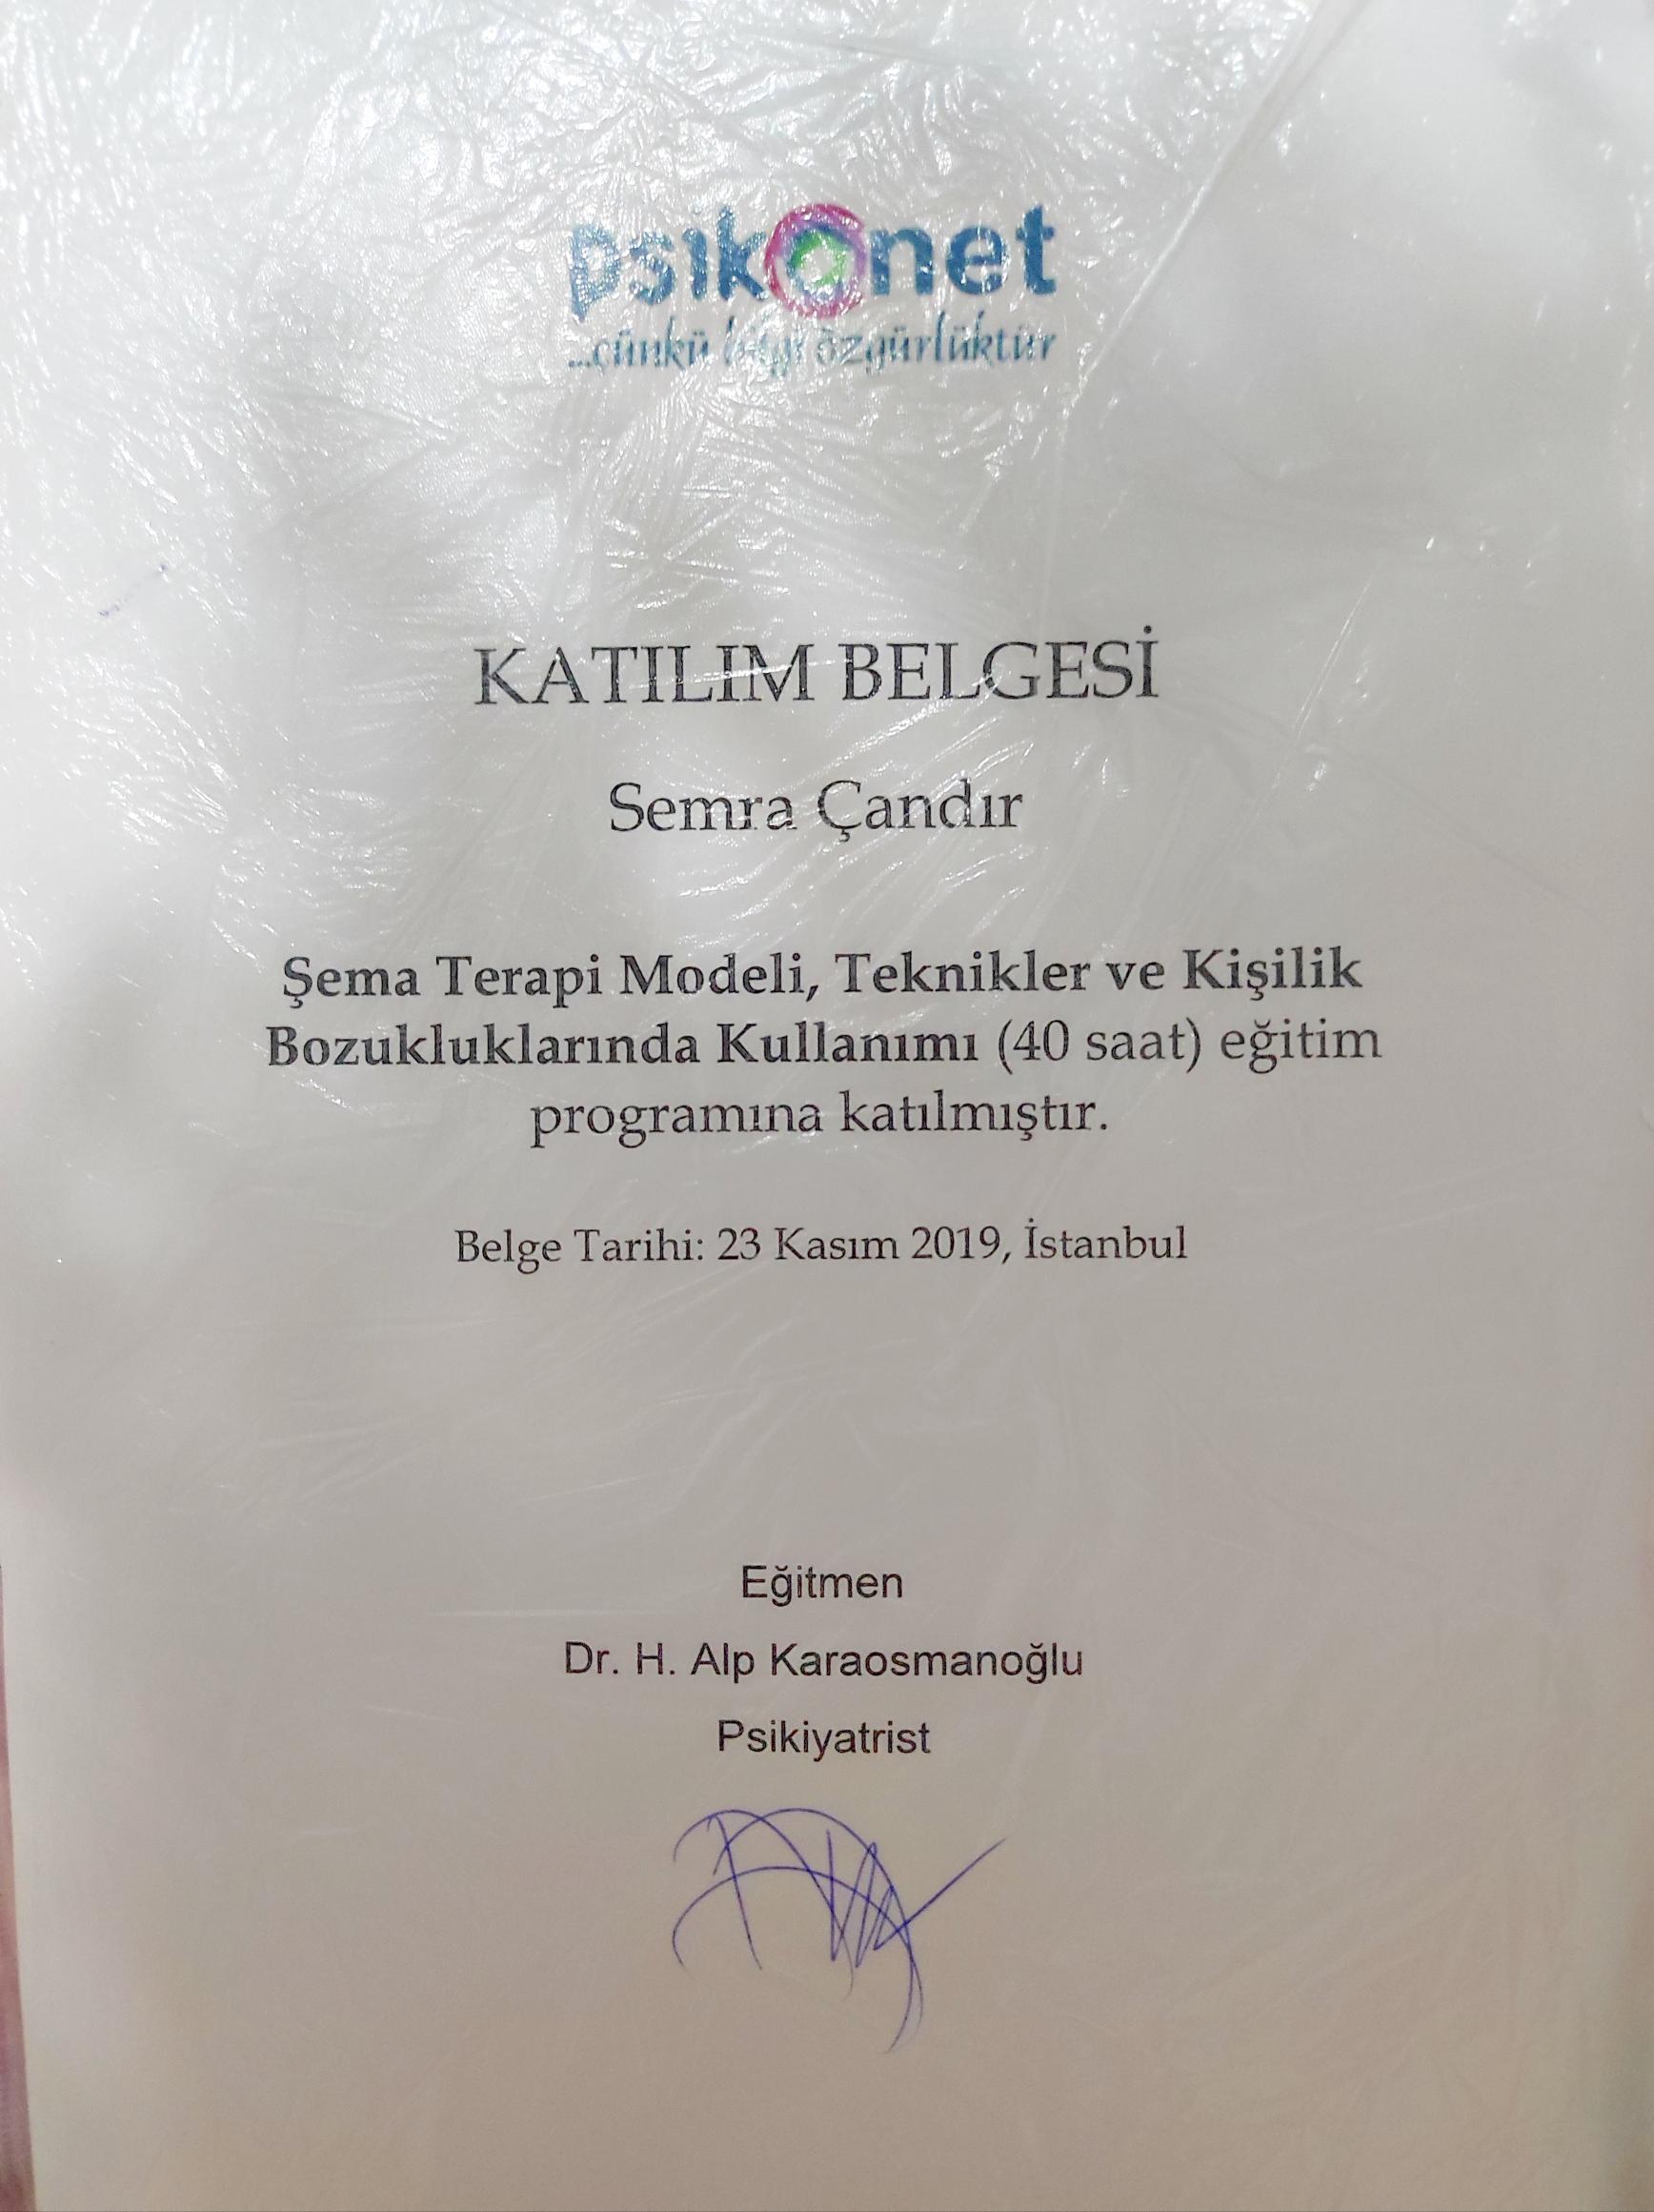 psikonet
...çünkü bilgi özgürlüktür
KATILIM BELGESİ
Semra Çandır
Şema Terapi Modeli, Teknikler ve Kişilik
Bozukluklarında Kullanımı (40 saat) eğitim
programına katılmıştır.
Belge Tarihi: 23 Kasım 2019, İstanbul
Eğitmen
Dr. H. Alp Karaosmanoğlu
Psikiyatrist